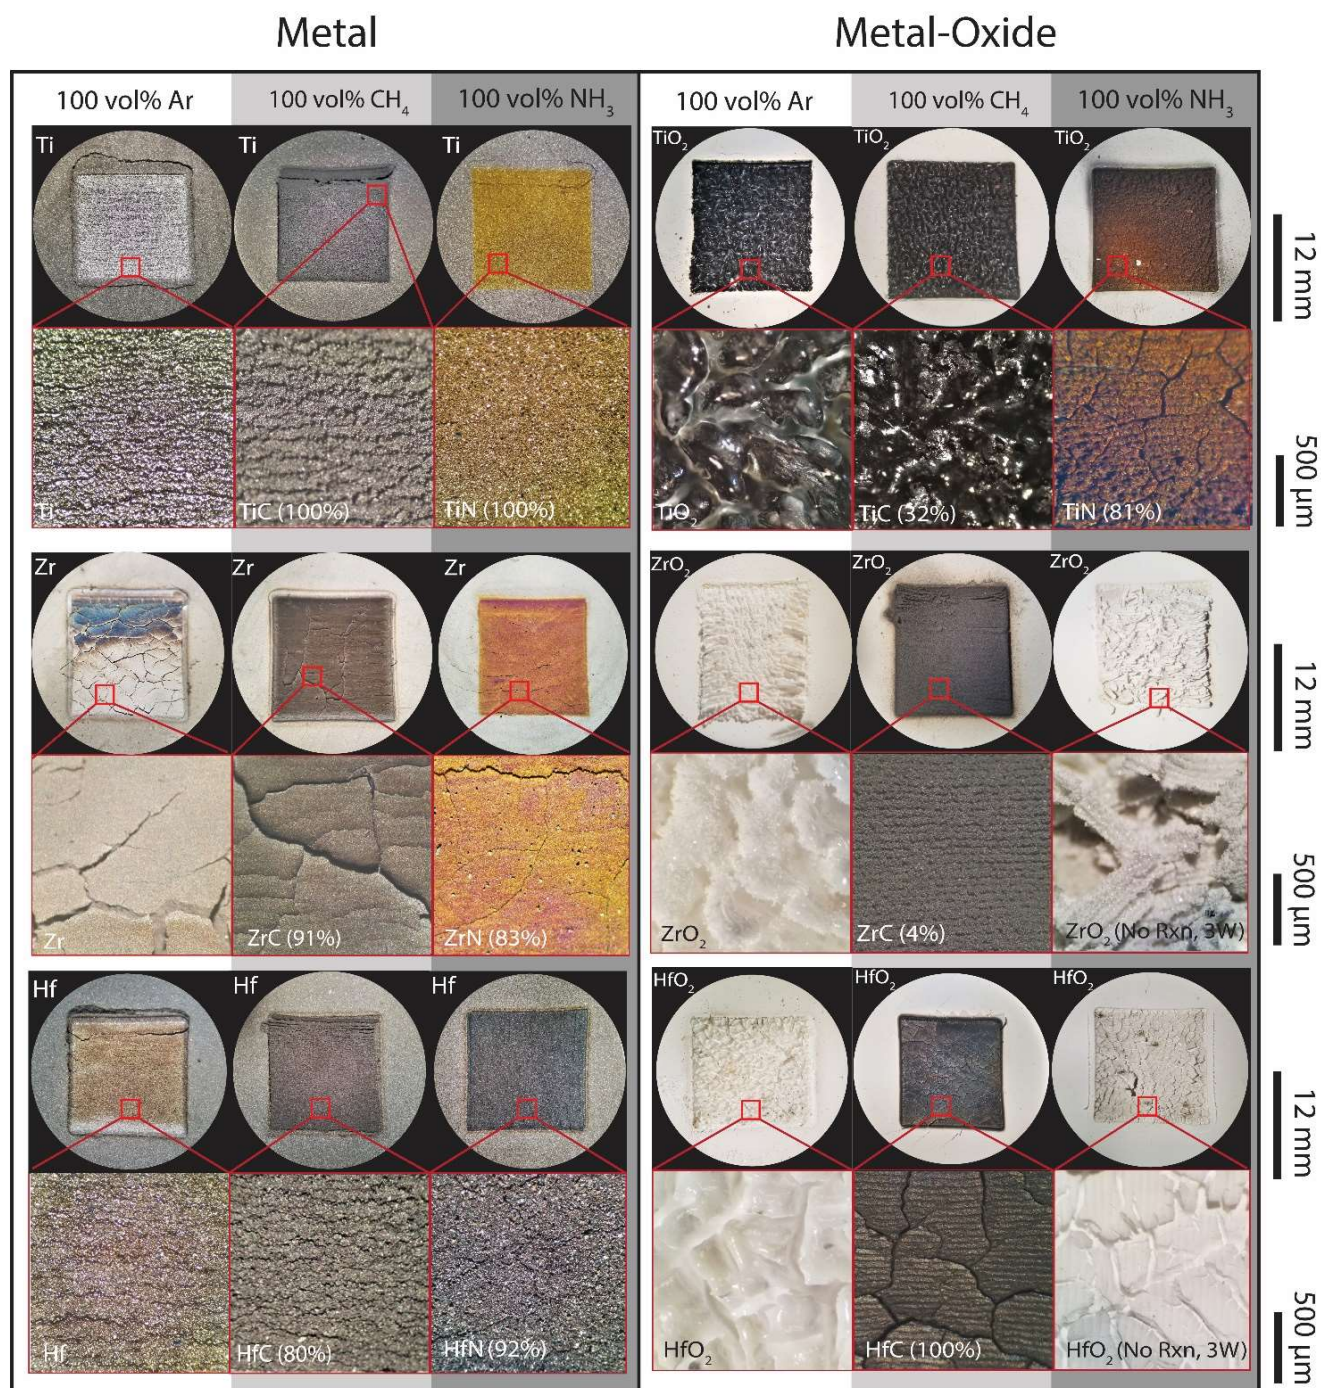 Metal
Metal-Oxide
100 vol% Ar
100 vol% CH₄
100 vol% NH₃
100 vol% Ar
100 vol% CH₄
100 vol% NH₃
Ti
Ti
Ti
TiO₂
TiO₂
TiO₂
12 mm
Ti
TiC (100%)
TiN (100%)
TiO₂
TiC (32%)
TiN (81%)
500 µm
Zr
Zr
Zr
ZrO₂
ZrO₂
ZrO₂
12 mm
Zr
ZrC (91%)
ZrN (83%)
ZrO₂
ZrC (4%)
ZrO₂ (No Rxn, 3W)
500 µm
Hf
Hf
Hf
HfO₂
HfO₂
HfO₂
12 mm
Hf
HfC (80%)
HfN (92%)
HfO₂
HfC (100%)
HfO₂ (No Rxn, 3W)
500 µm